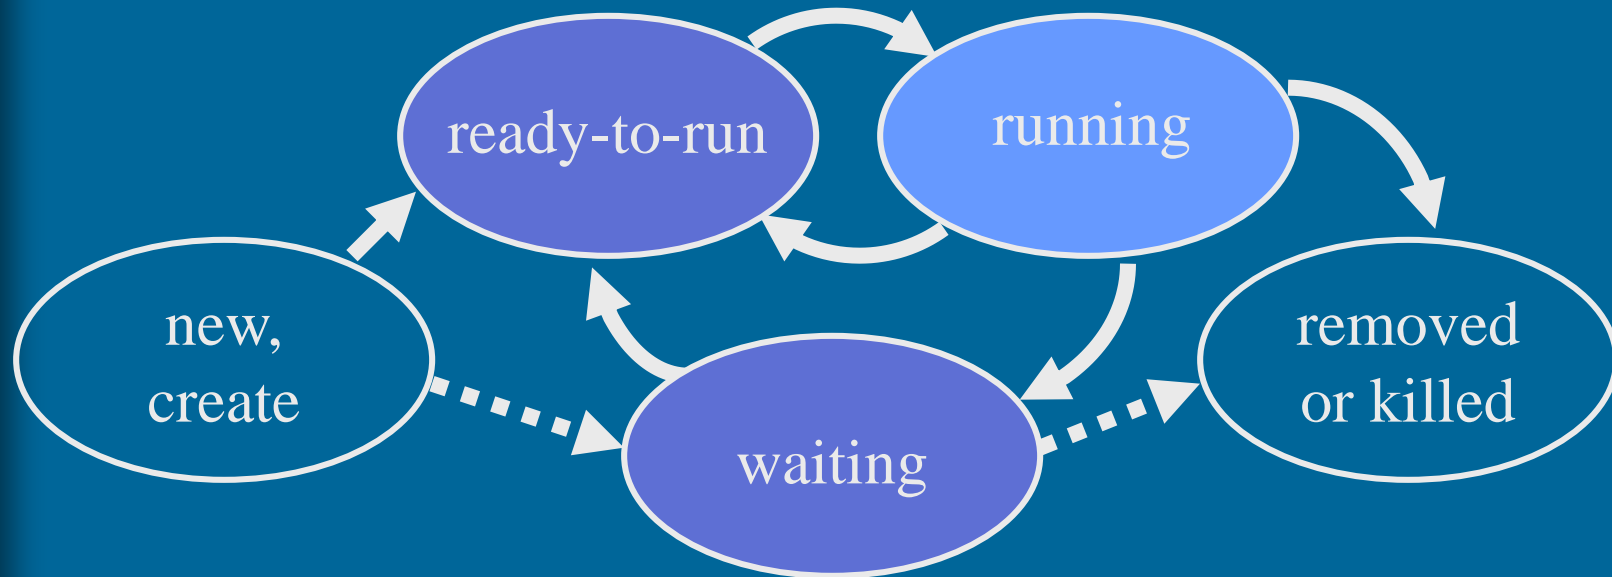 ready-to-run
running
new,
create
waiting
removed
or killed